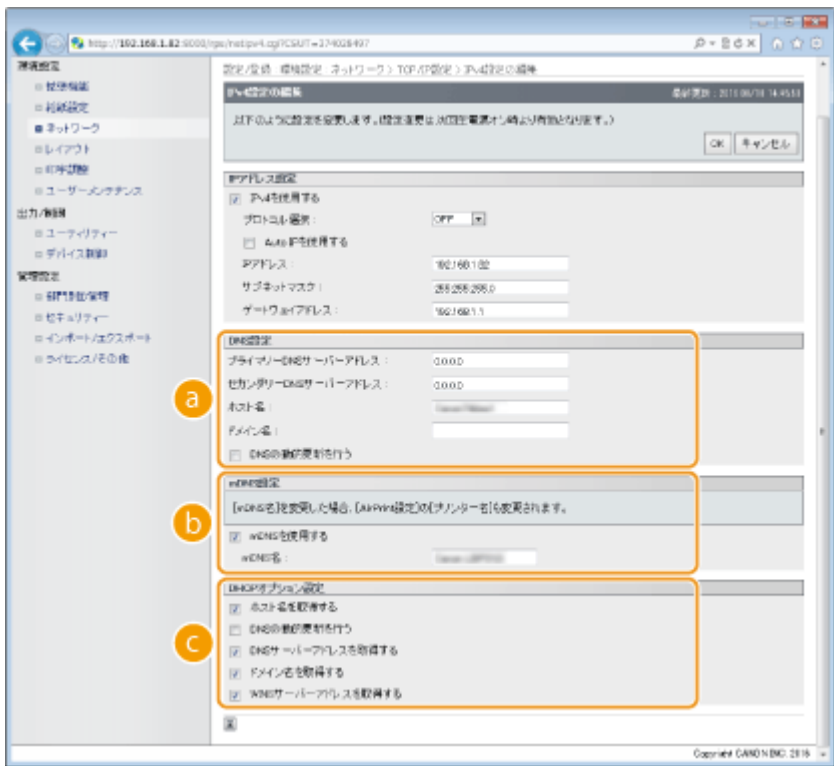 http://192.168.1.82:8000/rps/netipv4.cgi?CSUIT=374028497
環境設定
拡張機能
給紙設定
ネットワーク
レイアウト
印字調整
ユーザーメンテナンス
出力/制御
ユーティリティー
デバイス制御
管理設定
部門別ID管理
セキュリティー
インポート/エクスポート
ライセンス/その他
設定/登録 : 環境設定 : ネットワーク > TCP/IP設定 > IPv4設定の編集
IPv4設定の編集
最終更新 :
以下のように設定を変更します。(設定変更は次回主電源オン時より有効となります。)
OK
キャンセル
IPアドレス設定
IPv4を使用する
プロトコル選択 :
OFF
Auto IPを使用する
IPアドレス :
192.168.1.82
サブネットマスク :
255.255.255.0
ゲートウェイアドレス :
192.168.1.1
a
DNS設定
プライマリーDNSサーバーアドレス :
0.0.0.0
セカンダリーDNSサーバーアドレス :
0.0.0.0
ホスト名 :
ドメイン名 :
DNSの動的更新を行う
b
mDNS設定
[mDNS名]を変更した場合、[AirPrint設定]の[プリンター名]も変更されます。
mDNSを使用する
mDNS名 :
c
DHCPオプション設定
ホスト名を取得する
DNSの動的更新を行う
DNSサーバーアドレスを取得する
ドメイン名を取得する
WINSサーバーアドレスを取得する
Copyright CANON INC. 2016